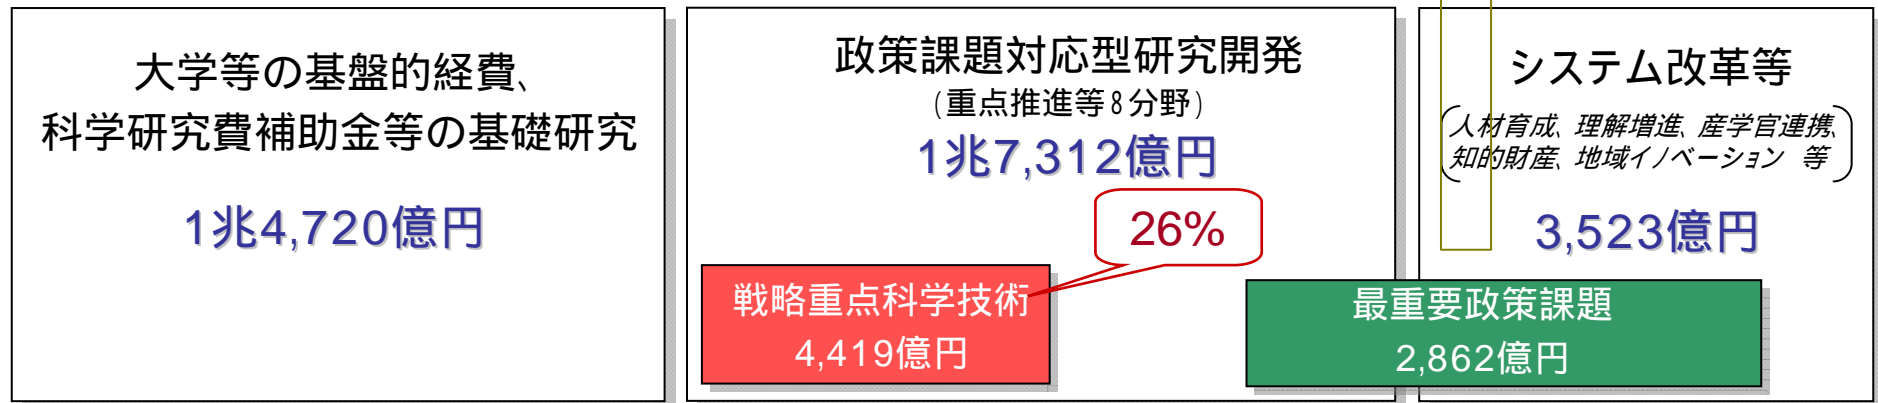 大学等の基盤的経費、
科学研究費補助金等の基礎研究
1兆4,720億円
政策課題対応型研究開発
(重点推進等8分野)
1兆7,312億円
26%
戦略重点科学技術
4,419億円
システム改革等
人材育成、理解増進、産学官連携、
知的財産、地域イノベーション 等
3,523億円
最重要政策課題
2,862億円